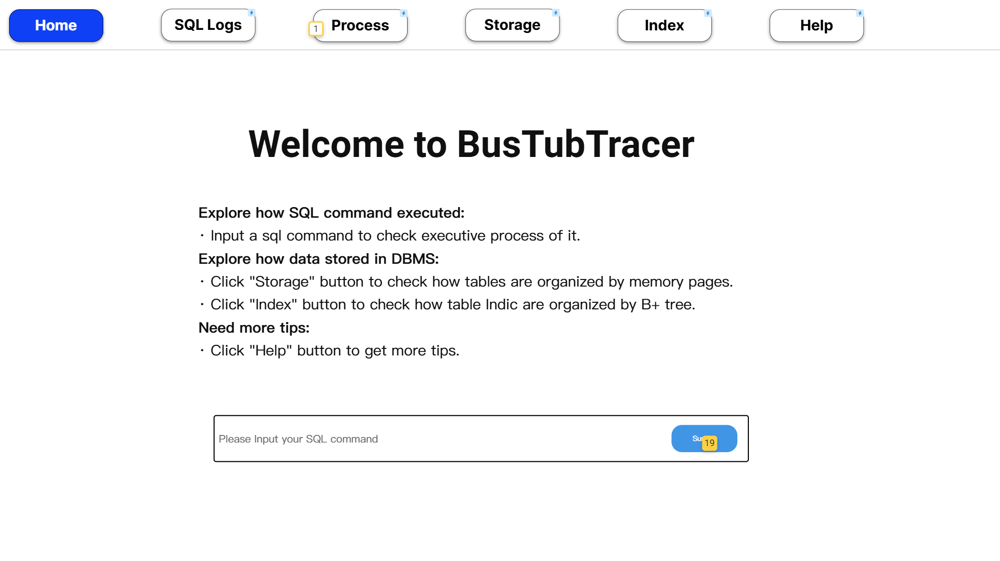 Home
SQL Logs
1
Process
Storage
Index
Help
Welcome to BusTubTracer
Explore how SQL command executed:
· Input a sql command to check executive process of it.
Explore how data stored in DBMS:
· Click "Storage" button to check how tables are organized by memory pages.
· Click "Index" button to check how table Indic are organized by B+ tree.
Need more tips:
· Click "Help" button to get more tips.
Please Input your SQL command
19